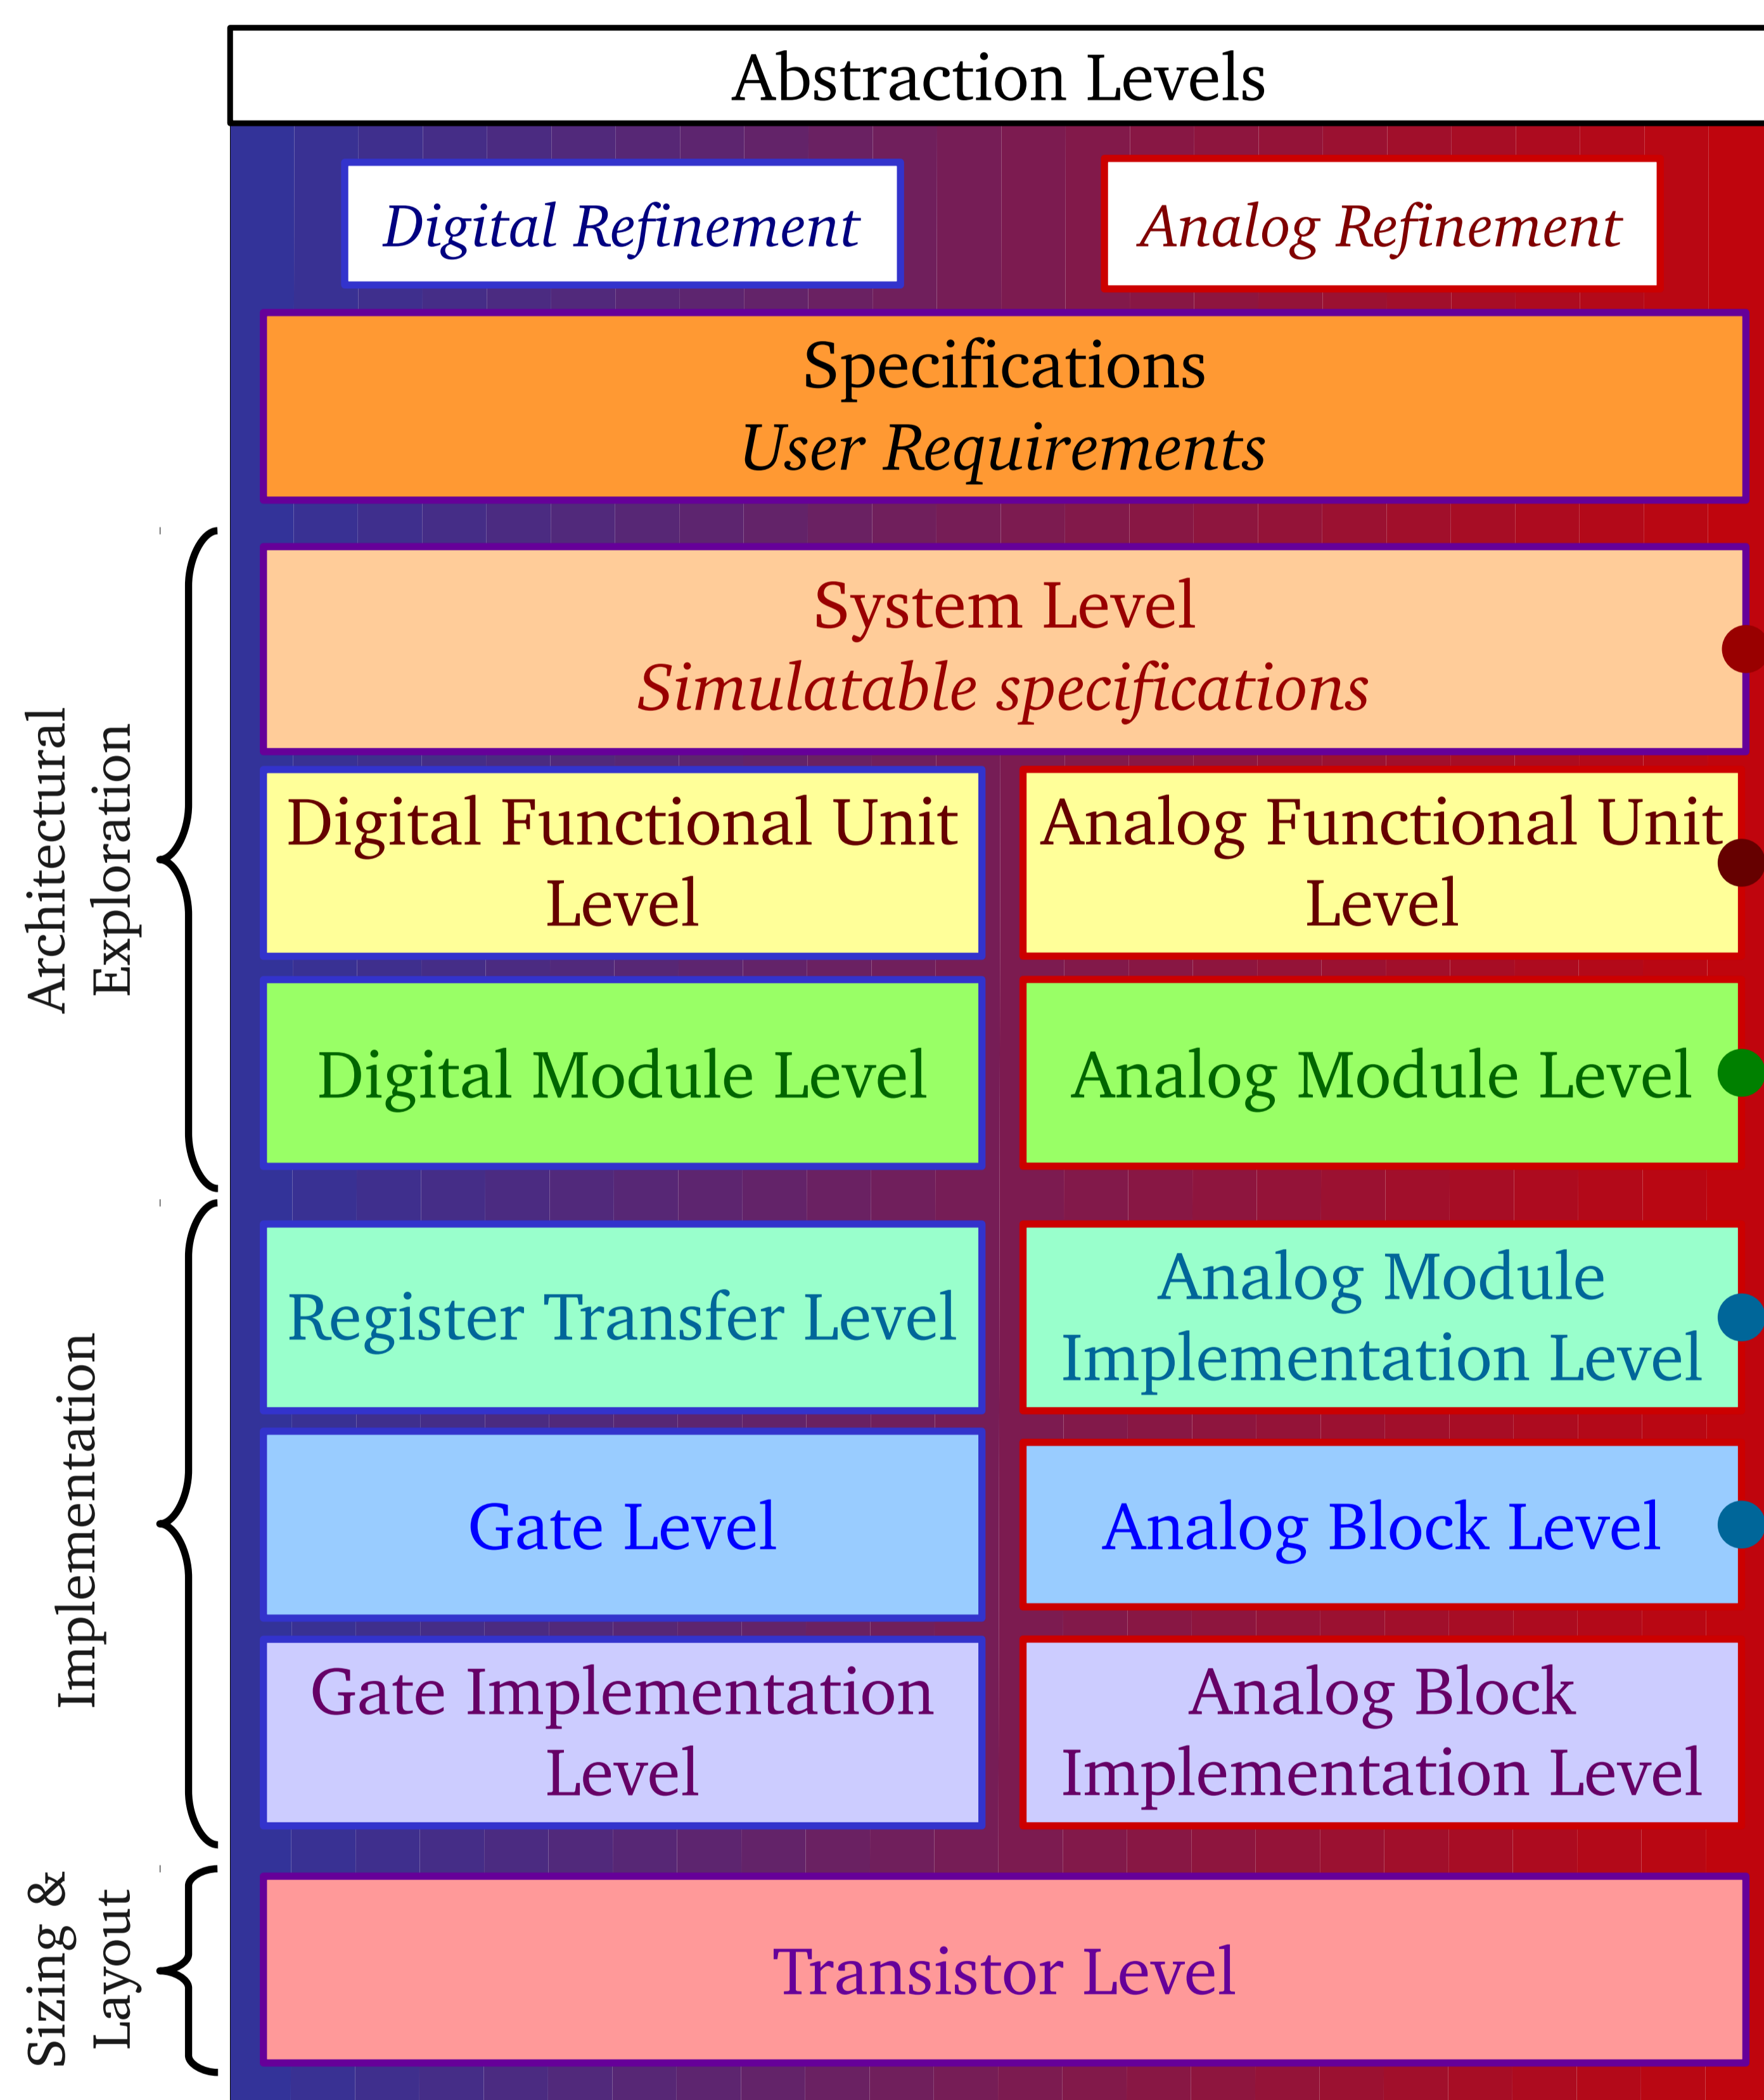 Abstraction Levels
Digital Refinement
Analog Refinement
Specifications
User Requirements
Architectural
Exploration
System Level
Simulatable specifications
Digital Functional Unit
Level
Analog Functional Unit
Level
Digital Module Level
Analog Module Level
Implementation
Register Transfer Level
Analog Module
Implementation Level
Gate Level
Analog Block Level
Gate Implementation
Level
Analog Block
Implementation Level
Sizing &
Layout
Transistor Level